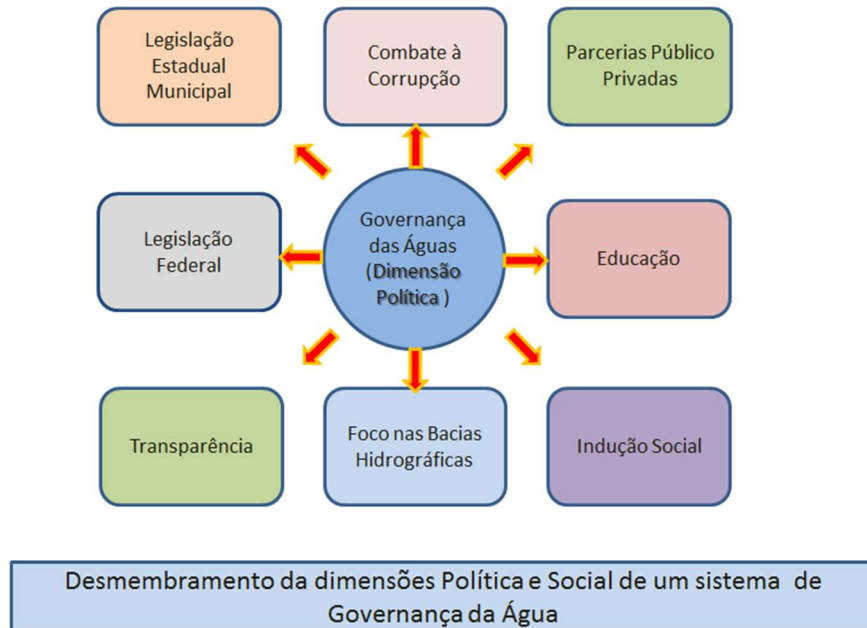 Legislação
Estadual
Municipal
Combate à
Corrupção
Parcerias Público
Privadas
Legislação
Federal
Governança
das Águas
(Dimensão
Política )
Educação
Transparência
Foco nas Bacias
Hidrográficas
Indução Social
Desmembramento da dimensões Política e Social de um sistema de
Governança da Água